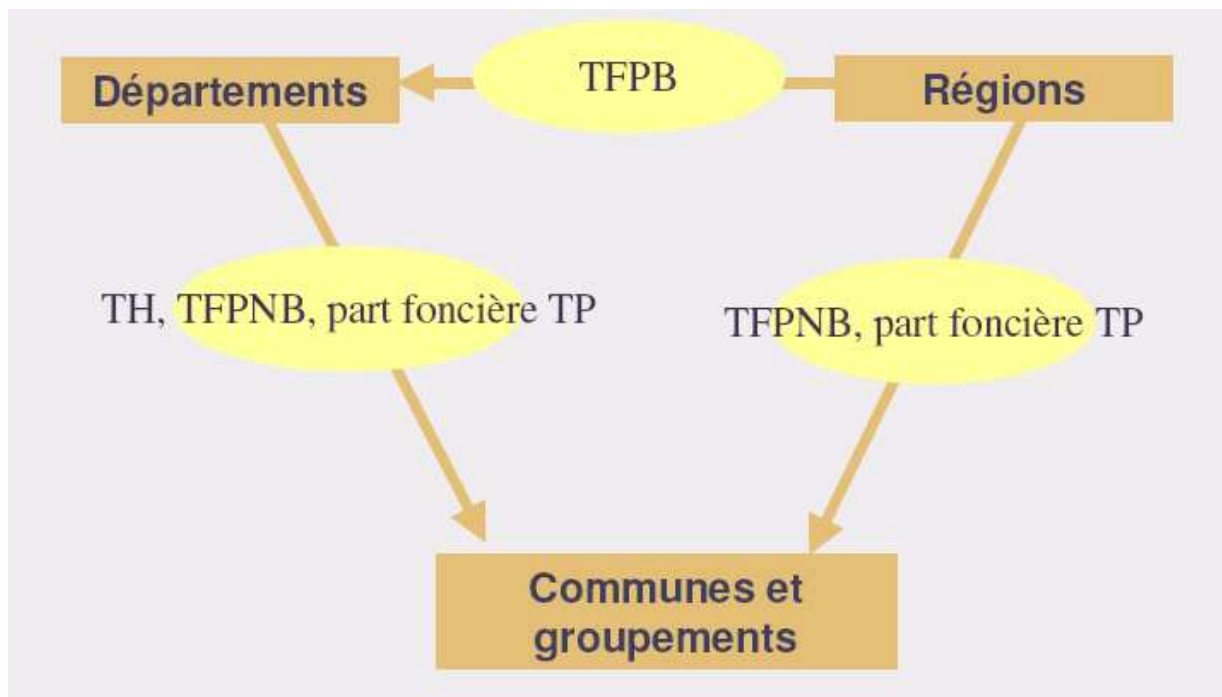 Départements
TFPB
Régions
TH, TFPNB, part foncière TP
TFPNB, part foncière TP
Communes et
groupements